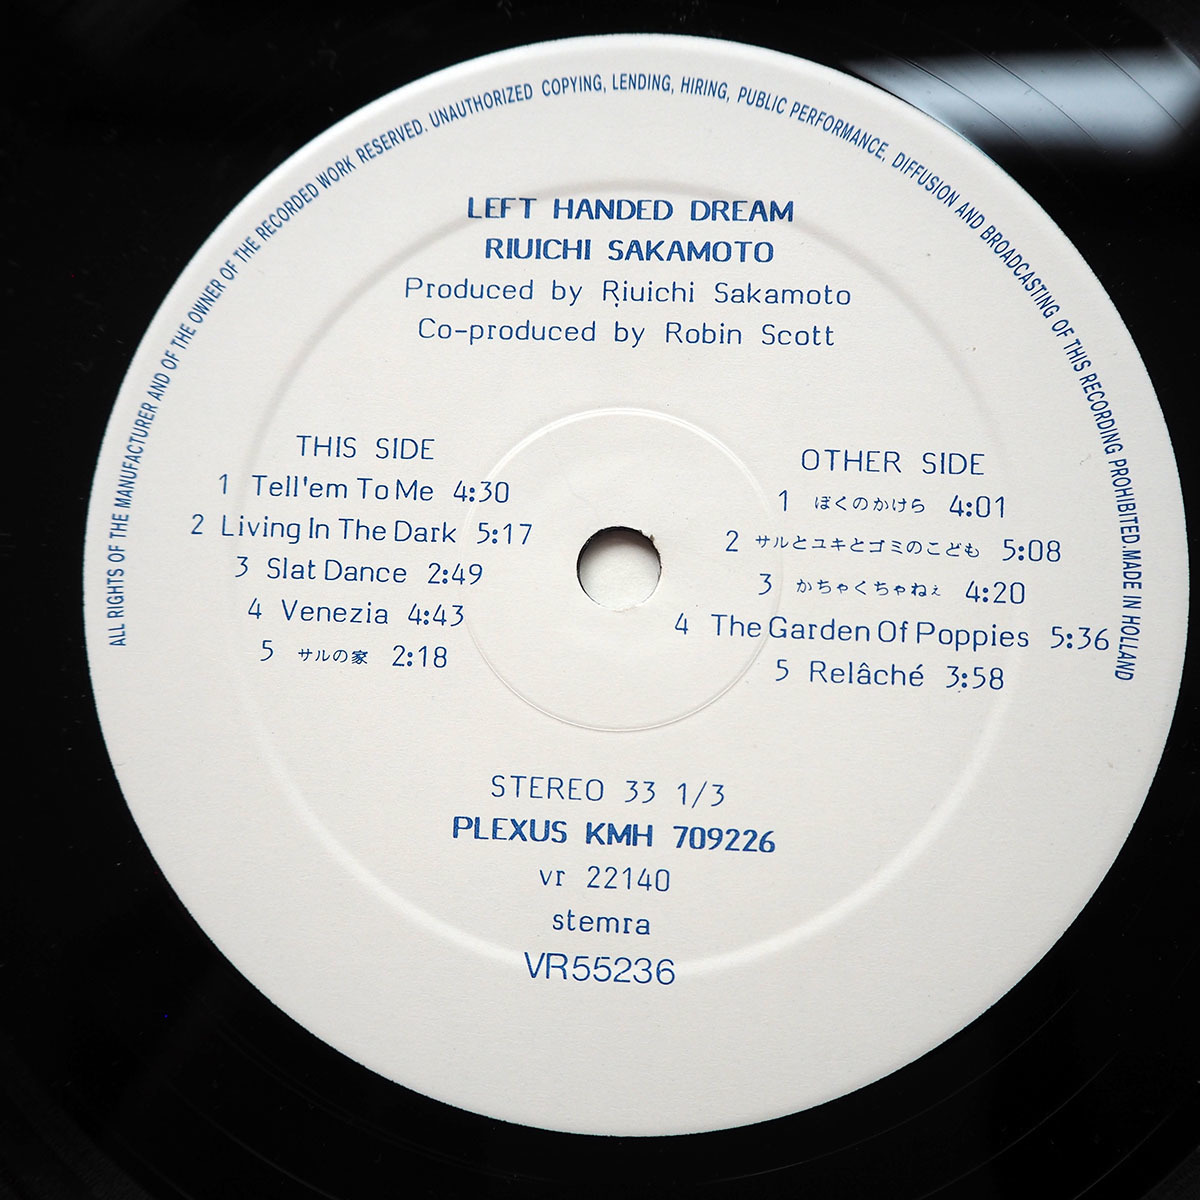 ALL RIGHTS OF THE MANUFACTURER AND OF THE OWNER OF THE RECORDED WORK RESERVED. UNAUTHORIZED COPYING, LENDING, HIRING, PUBLIC PERFORMANCE, DIFFUSION AND BROADCASTING OF THIS RECORDING PROHIBITED. MADE IN HOLLAND
LEFT HANDED DREAM
RIUICHI SAKAMOTO
Produced by Riuichi Sakamoto
Co-produced by Robin Scott
THIS SIDE
1 Tell'em To Me 4:30
2 Living In The Dark 5:17
3 Slat Dance 2:49
4 Venezia 4:43
5 サルの家 2:18
OTHER SIDE
1 ぼくのかけら 4:01
2 サルとユキとゴミのこども 5:08
3 かちゃくちゃねぇ 4:20
4 The Garden Of Poppies 5:36
5 Relâché 3:58
STEREO 33 1/3
PLEXUS KMH 709226
vr 22140
stemra
VR55236